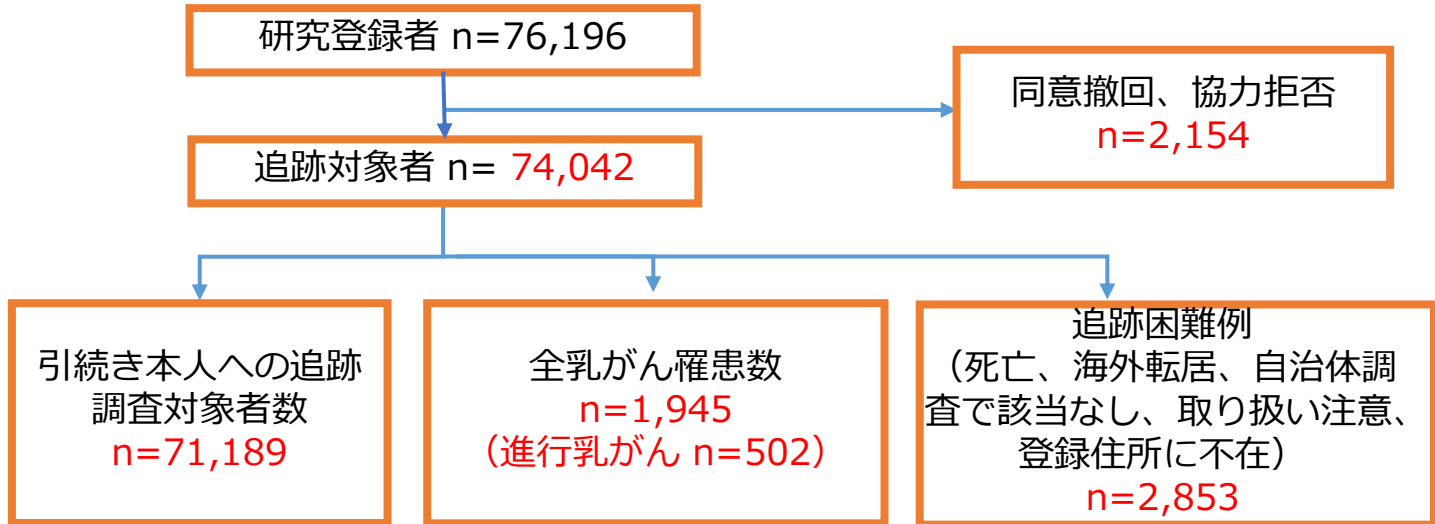 研究登録者 n=76,196
同意撤回、協力拒否
n=2,154
追跡対象者 n= 74,042
引続き本人への追跡
調査対象者数
n=71,189
全乳がん罹患数
n=1,945
（進行乳がん n=502）
追跡困難例
（死亡、海外転居、自治体調
査で該当なし、取り扱い注意、
登録住所に不在）
n=2,853